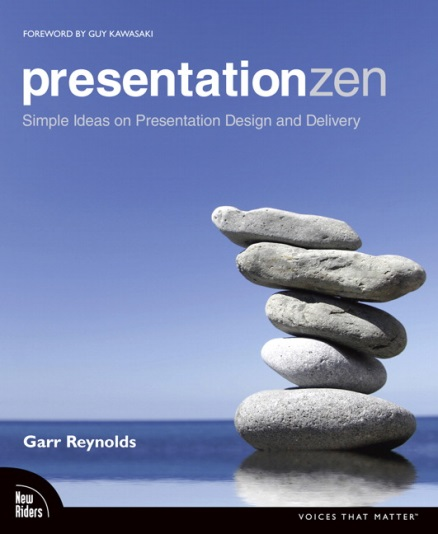 FOREWORD BY GUY KAWASAKI
presentationzen
Simple Ideas on Presentation Design and Delivery
Garr Reynolds
New
Riders
VOICES THAT MATTER™